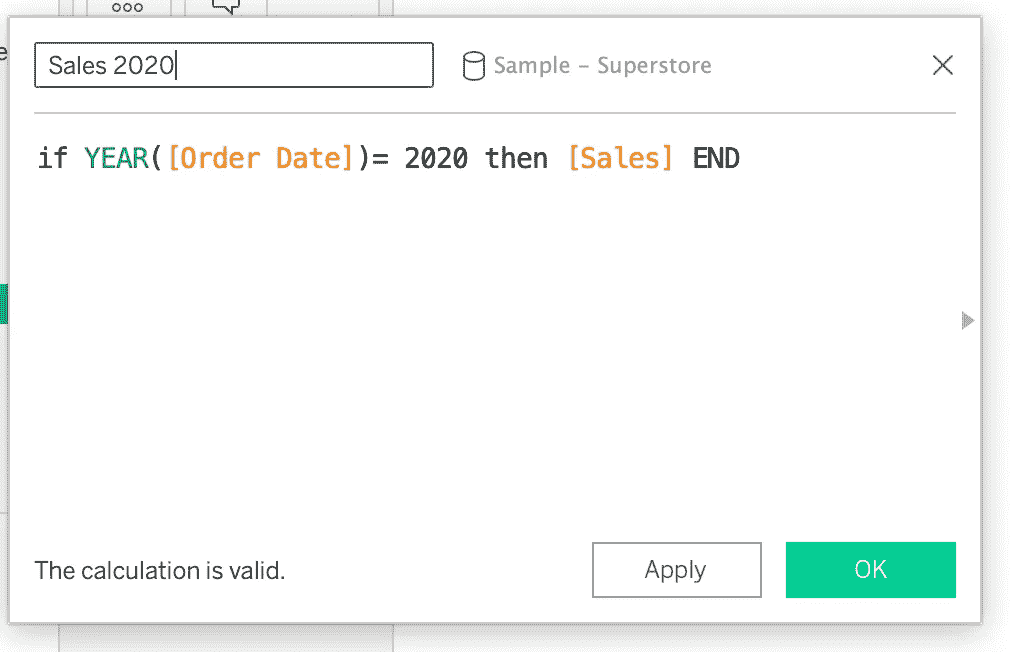 Sales 2020
Sample – Superstore
if YEAR([Order Date])= 2020 then [Sales] END
The calculation is valid.
Apply
OK